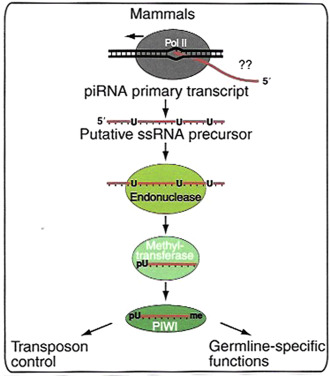 Mammals
Pol II
??
5´
piRNA primary transcript
5´ U U U
Putative ssRNA precursor
U U U
Endonuclease
Methyl-
transferase
pU
pU me
PIWI
Transposon Germline-specific
control functions